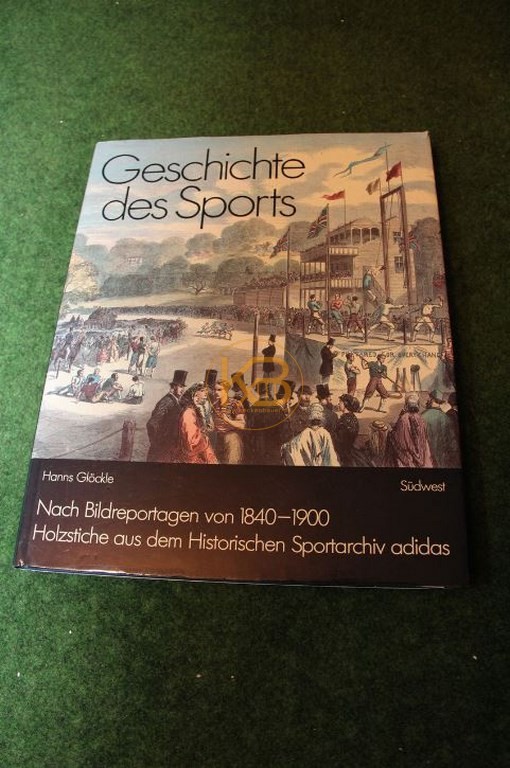 Geschichte
des Sports
Hanns Glöckle
Südwest
Nach Bildreportagen von 1840–1900
Holzstiche aus dem Historischen Sportarchiv adidas